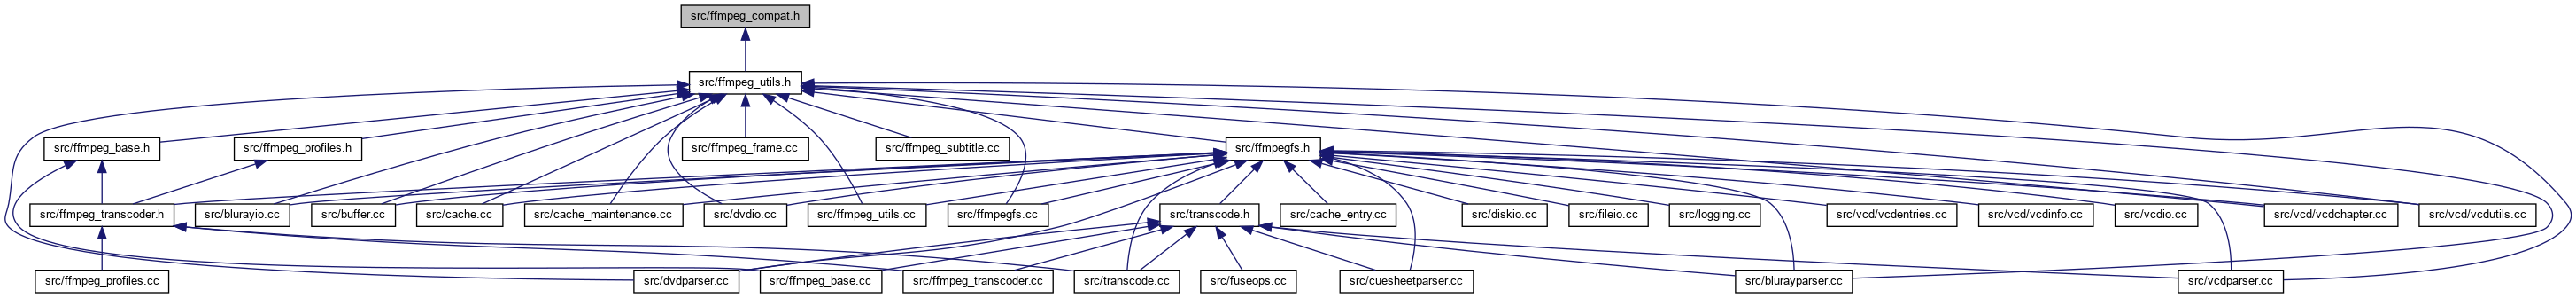 src/ffmpeg_compat.h
src/ffmpeg_utils.h
src/ffmpeg_base.h
src/ffmpeg_profiles.h
src/ffmpeg_frame.cc
src/ffmpeg_subtitle.cc
src/ffmpegfs.h
src/ffmpeg_transcoder.h
src/blurayio.cc
src/buffer.cc
src/cache.cc
src/cache_maintenance.cc
src/dvdio.cc
src/ffmpeg_utils.cc
src/ffmpegfs.cc
src/transcode.h
src/cache_entry.cc
src/diskio.cc
src/fileio.cc
src/logging.cc
src/vcd/vcdentries.cc
src/vcd/vcdinfo.cc
src/vcdio.cc
src/vcd/vcdchapter.cc
src/vcd/vcdutils.cc
src/ffmpeg_profiles.cc
src/dvdparser.cc
src/ffmpeg_base.cc
src/ffmpeg_transcoder.cc
src/transcode.cc
src/fuseops.cc
src/cuesheetparser.cc
src/blurayparser.cc
src/vcdparser.cc